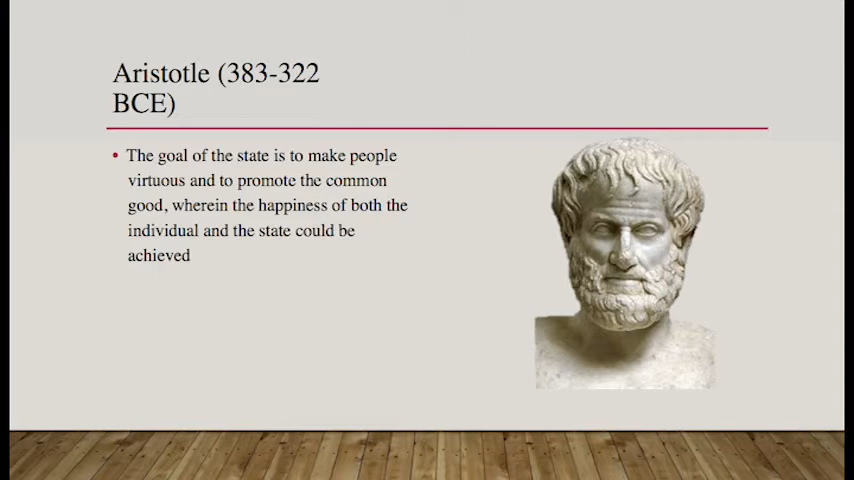 Aristotle (383-322
BCE)
• The goal of the state is to make people
virtuous and to promote the common
good, wherein the happiness of both the
individual and the state could be
achieved